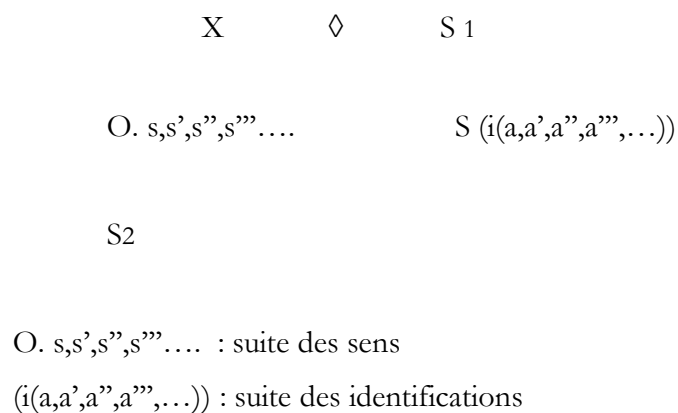 X ◊ S 1
O. s,s’,s”,s”’…. S (i(a,a’,a”,a”’,…))
S2
O. s,s’,s”,s”’…. : suite des sens
(i(a,a’,a”,a”’,…)) : suite des identifications